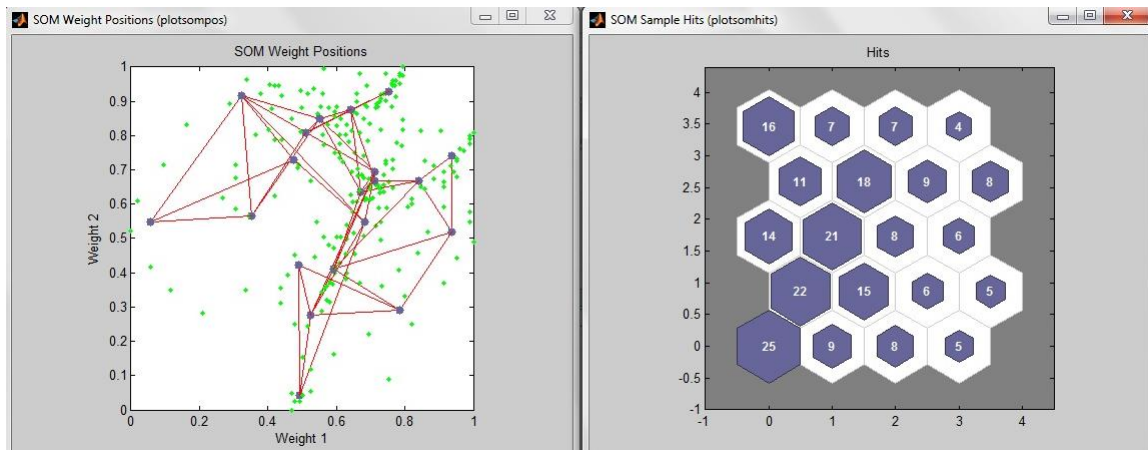 SOM Weight Positions (plotsompos)
SOM Weight Positions
1
0.9
0.8
0.7
0.6
0.5
0.4
0.3
0.2
0.1
0
Weight 2
0 0.2 0.4 0.6 0.8 1
Weight 1
SOM Sample Hits (plotsomhits)
Hits
4
3.5
3
2.5
2
1.5
1
0.5
0
-0.5
-1
16 7 7 4
11 18 9 8
14 21 8 6
22 15 6 5
25 9 8 5
-1 0 1 2 3 4